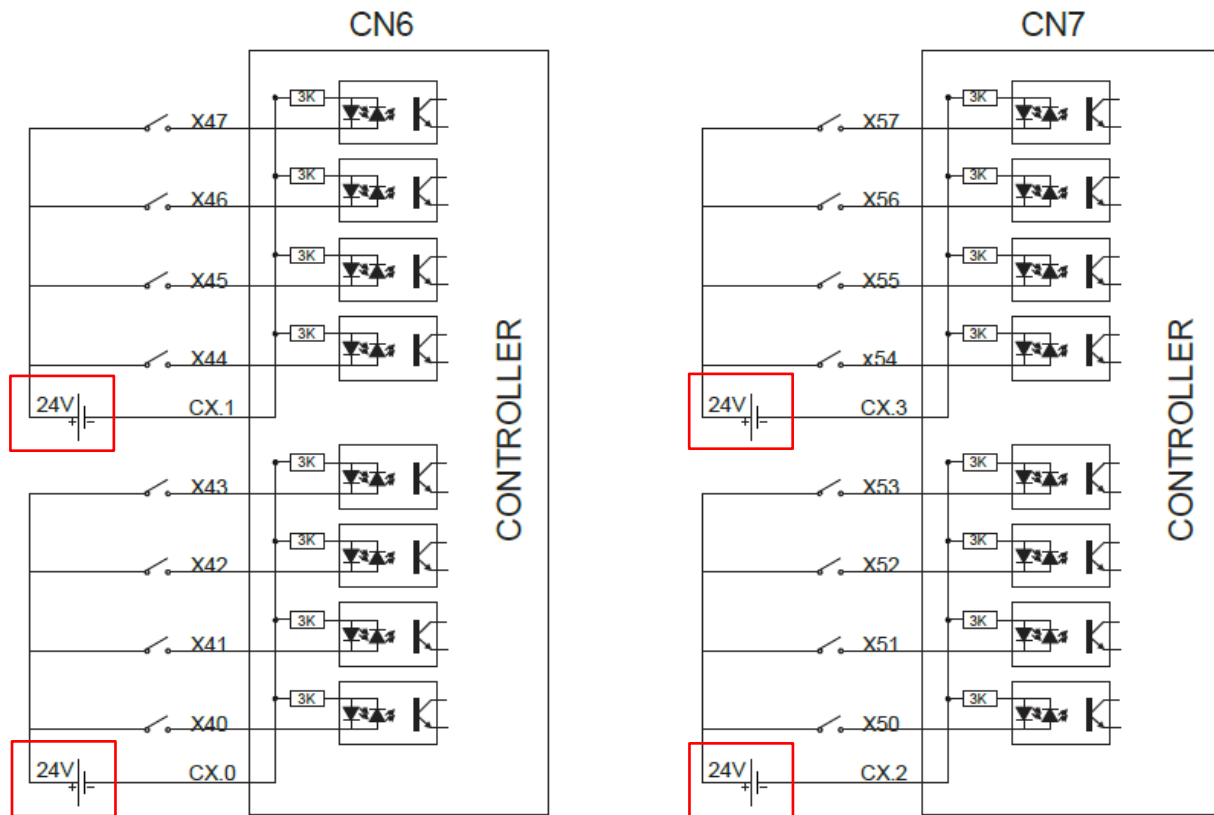 CN6
3K
X47
3K
X46
3K
X45
3K
X44
24V
+ -
CX.1
3K
X43
3K
X42
3K
X41
3K
X40
24V
+ -
CX.0
CONTROLLER
CN7
3K
X57
3K
X56
3K
X55
3K
x54
24V
+ -
CX.3
3K
X53
3K
X52
3K
X51
3K
X50
24V
+ -
CX.2
CONTROLLER